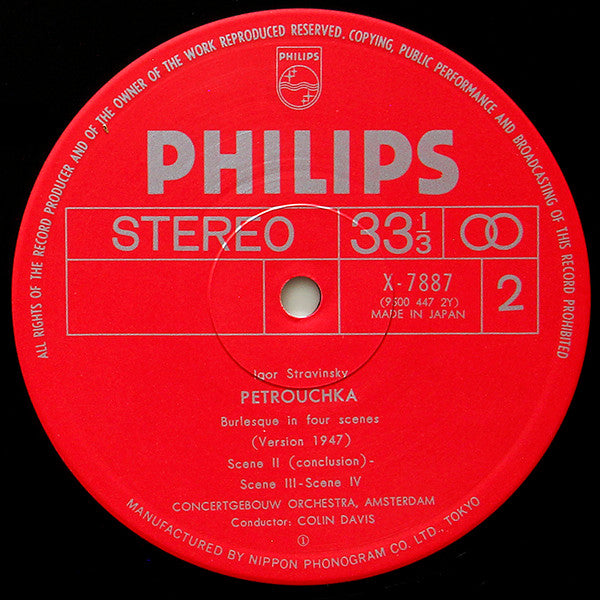 ALL RIGHTS OF THE RECORD PRODUCER AND OF THE OWNER OF THE WORK REPRODUCED RESERVED. COPYING, PUBLIC PERFORMANCE AND BROADCASTING OF THIS RECORD PROHIBITED
PHILIPS
PHILIPS
STEREO 33 1/3
X-7887 2
(9500 447 2Y)
MADE IN JAPAN
Igor Stravinsky
PETROUCHKA
Burlesque in four scenes
(Version 1947)
Scene II (conclusion)-
Scene III-Scene IV
CONCERTGEBOUW ORCHESTRA, AMSTERDAM
Conductor: COLIN DAVIS
①
MANUFACTURED BY NIPPON PHONOGRAM CO. LTD., TOKYO